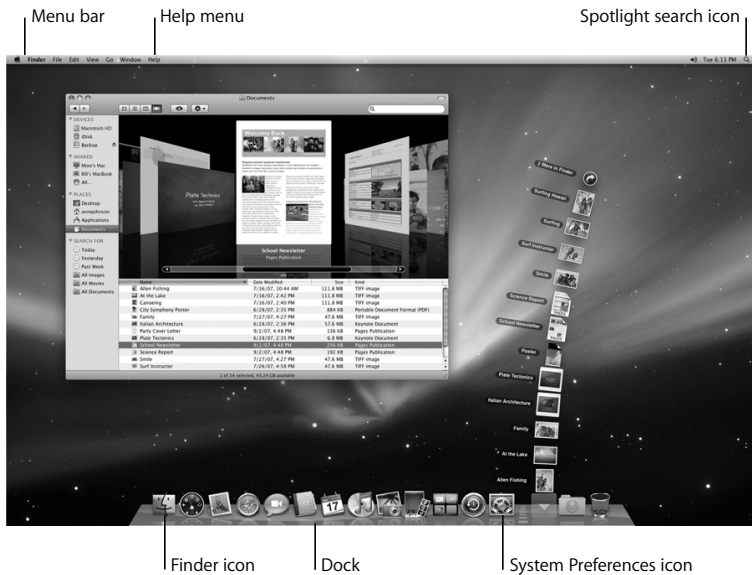 Menu bar
Help menu
Spotlight search icon
Finder File Edit View Go Window Help
Tue 6:13 PM
Documents
DEVICES
Macintosh HD
iDisk
Backup
SHARED
Mom's Mac
Bill's MacBook
All...
PLACES
Desktop
annejohnson
Applications
Documents
SEARCH FOR
Today
Yesterday
Past Week
All Images
All Movies
All Documents
Plate Tectonics
Welcome Back
School Newsletter
Pages Publication
Name Date Modified Size Kind
Allen Fishing 7/16/07, 10:44 AM 111.8 MB TIFF image
At the Lake 7/16/07, 2:42 PM 111.8 MB TIFF image
Canoeing 7/16/07, 2:40 PM 111.8 MB TIFF image
City Symphony Poster 6/28/07, 2:35 PM 884 KB Portable Document Format (PDF)
Family 7/27/07, 4:27 PM 47.6 MB TIFF image
Italian Architecture 6/28/07, 2:36 PM 57.6 MB Keynote Document
Party Cover Letter 9/2/07, 4:48 PM 136 KB Pages Publication
Plate Tectonics 6/28/07, 2:35 PM 6.8 MB Keynote Document
School Newsletter 9/2/07, 4:48 PM 256 KB Pages Publication
Science Report 9/2/07, 4:48 PM 192 KB Pages Publication
Smile 7/27/07, 4:27 PM 47.6 MB TIFF image
Surf Instructor 7/26/07, 4:58 PM 47.6 MB TIFF image
1 of 14 selected, 43.24 GB available
2 More in Finder
Surfing Hawaii
Surfing
Surf Instructor
Smile
Science Report
School Newsletter
Poster
Plate Tectonics
Italian Architecture
Family
At the Lake
Allen Fishing
17
Finder icon
Dock
System Preferences icon